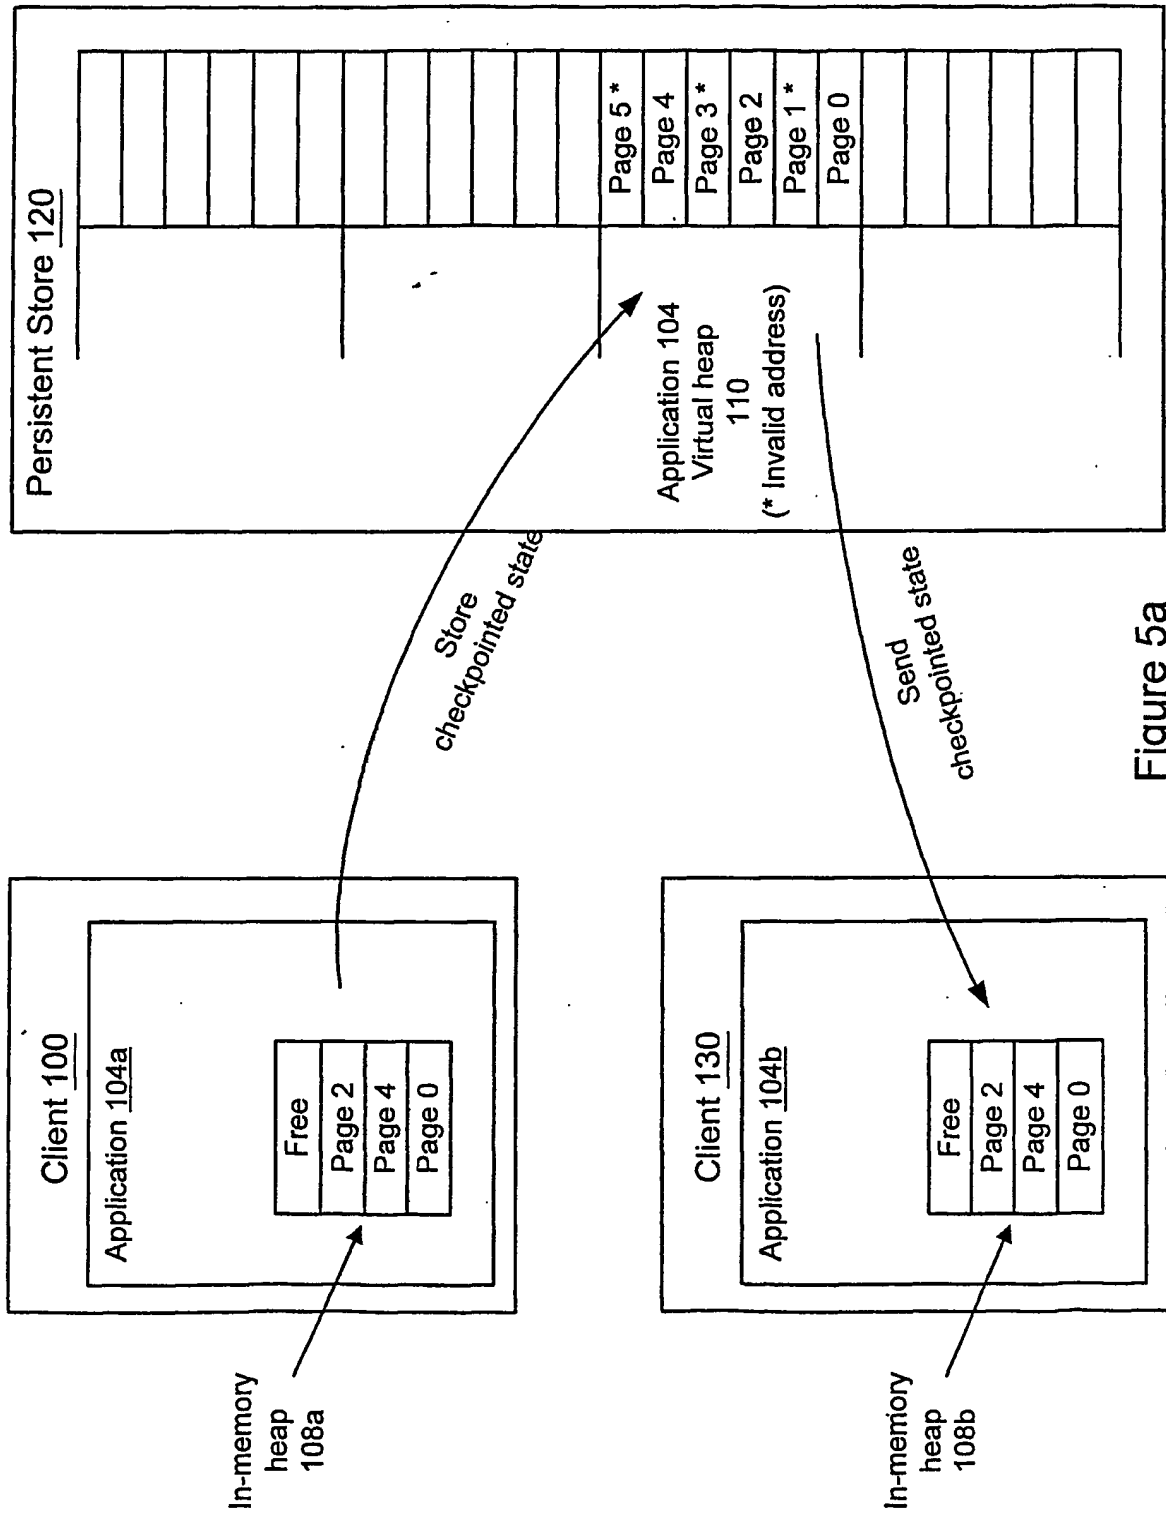 Client 100
Application 104a
Free
Page 2
Page 4
Page 0
In-memory
heap
108a
Store
checkpointed state
Persistent Store 120
Page 5 *
Page 4
Page 3 *
Page 2
Page 1 *
Page 0
Application 104
Virtual heap
110
(* Invalid address)
Send
checkpointed state
Client 130
Application 104b
Free
Page 2
Page 4
Page 0
In-memory
heap
108b
Figure 5a